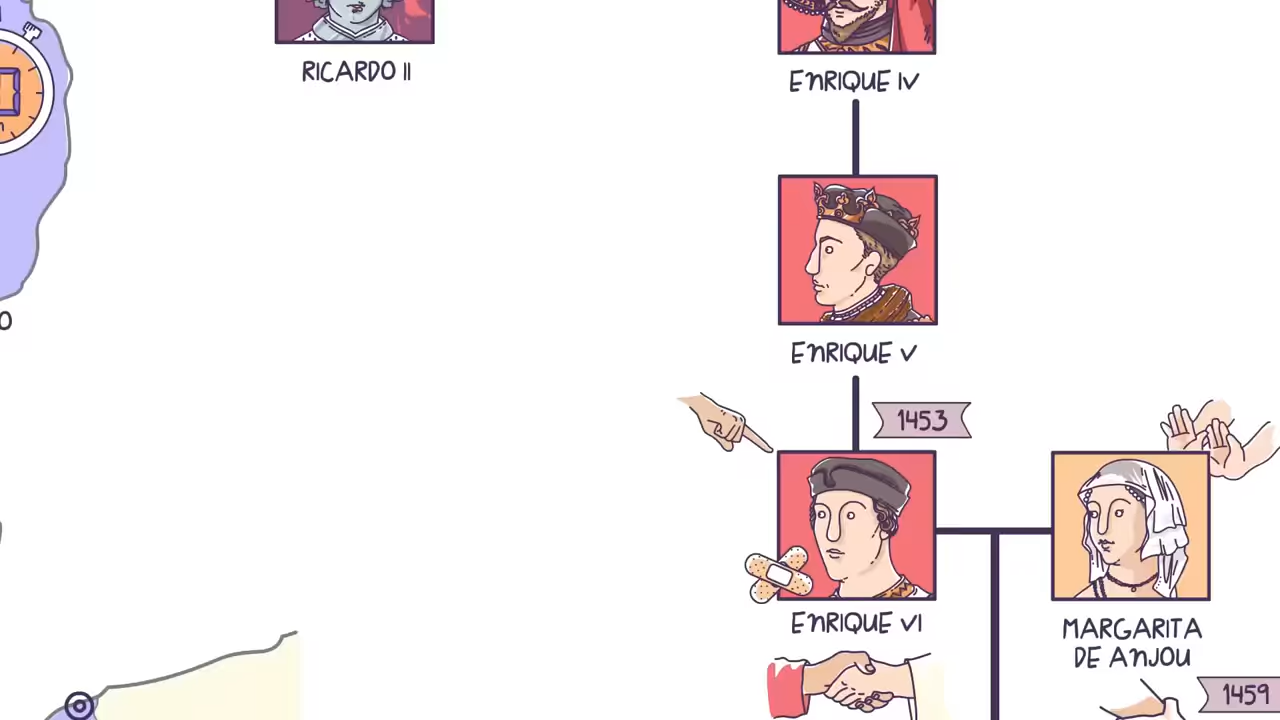 RICARDO II
ENRIQUE IV
ENRIQUE V
1453
ENRIQUE VI
MARGARITA
DE ANJOU
1459